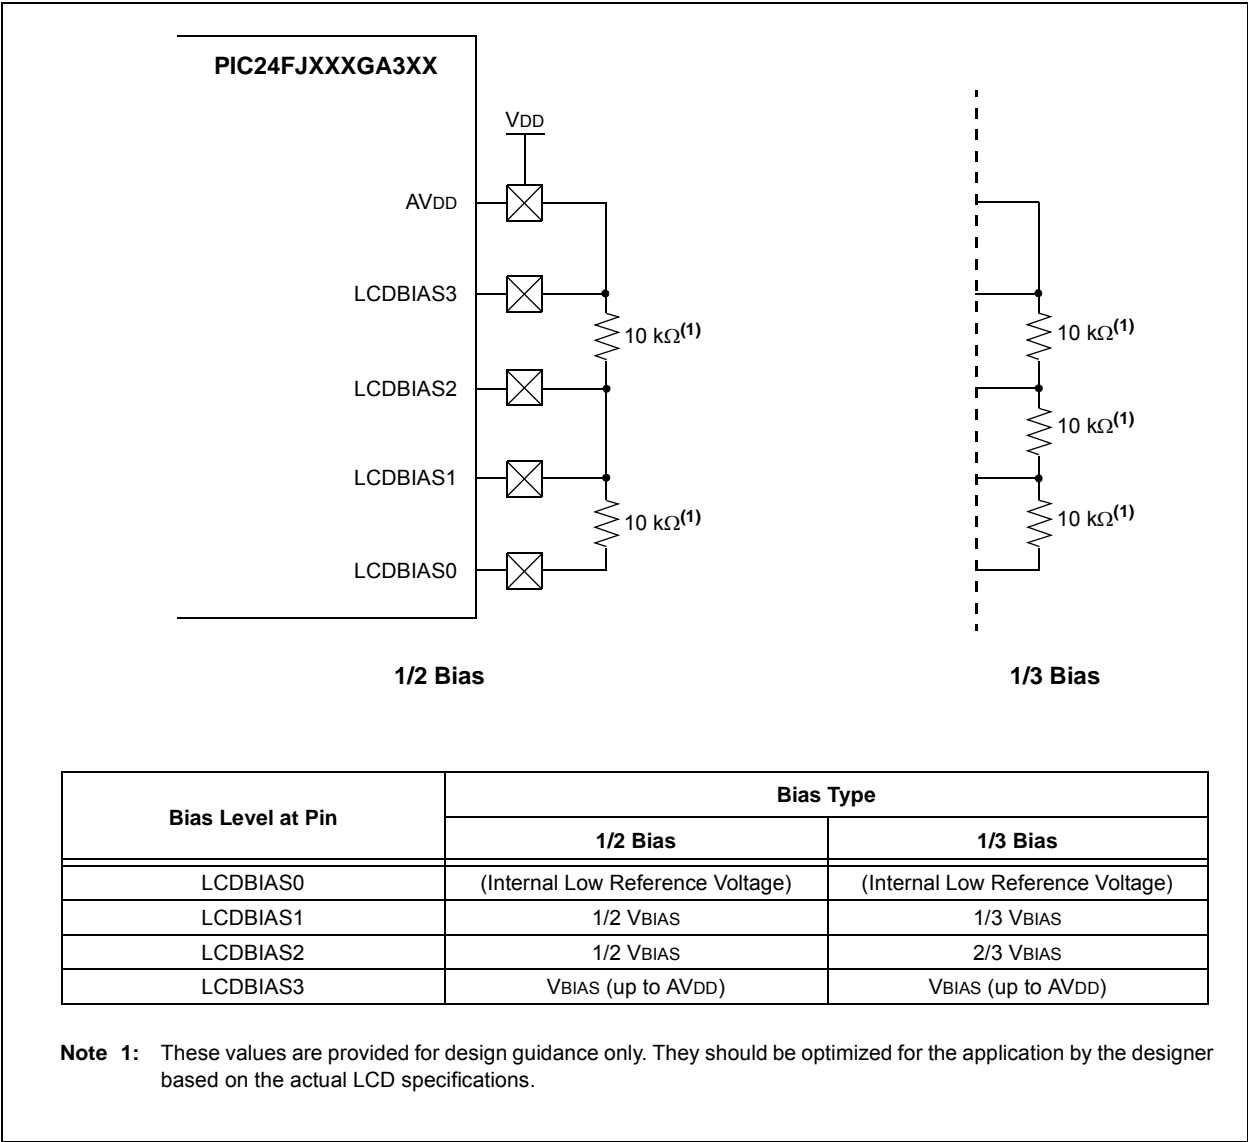 PIC24FJXXXGA3XX
VDD
AVDD
LCDBIAS3
10 kΩ(1)
10 kΩ(1)
LCDBIAS2
10 kΩ(1)
LCDBIAS1
10 kΩ(1)
10 kΩ(1)
LCDBIAS0
1/2 Bias
1/3 Bias
Bias Level at Pin
Bias Type
1/2 Bias
1/3 Bias
LCDBIAS0
(Internal Low Reference Voltage)
(Internal Low Reference Voltage)
LCDBIAS1
1/2 VBIAS
1/3 VBIAS
LCDBIAS2
1/2 VBIAS
2/3 VBIAS
LCDBIAS3
VBIAS (up to AVDD)
VBIAS (up to AVDD)
Note 1: These values are provided for design guidance only. They should be optimized for the application by the designer
based on the actual LCD specifications.